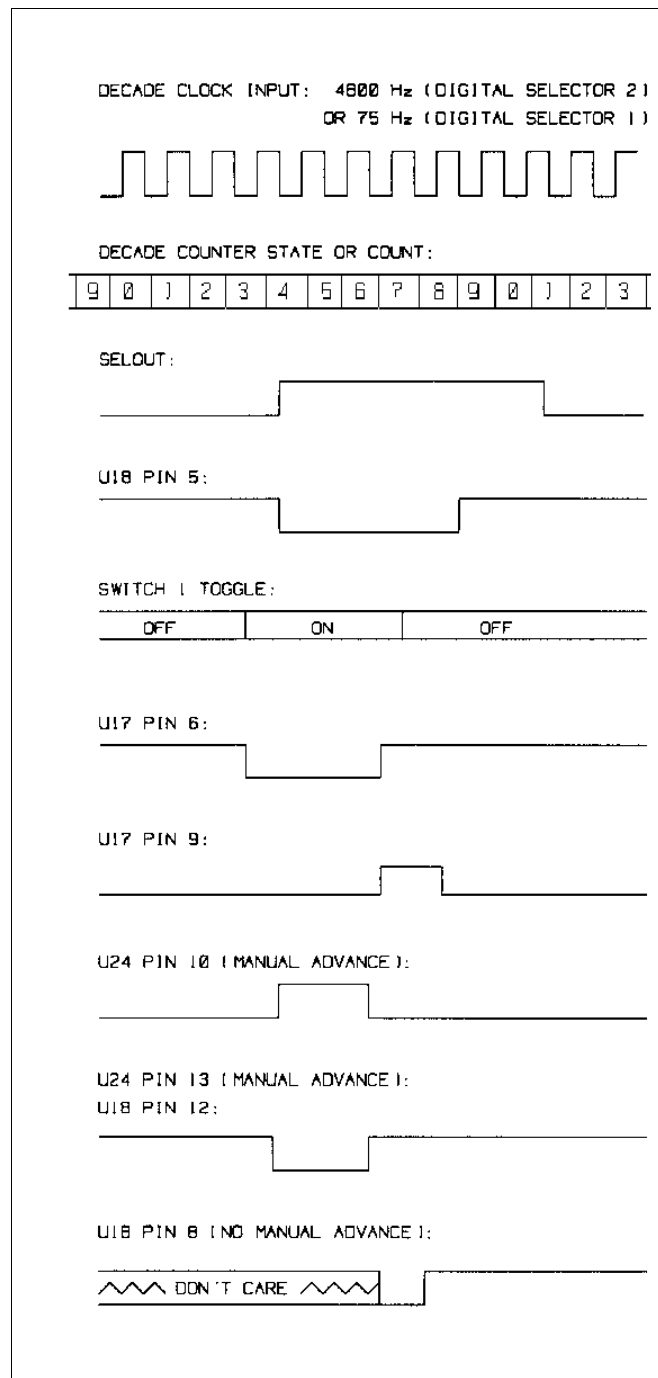 DECADE CLOCK INPUT: 4800 Hz (DIGITAL SELECTOR 2)
OR 75 Hz (DIGITAL SELECTOR 1)
DECADE COUNTER STATE OR COUNT:
9 0 1 2 3 4 5 6 7 8 9 0 1 2 3
SELOUT:
U18 PIN 5:
SWITCH 1 TOGGLE:
OFF ON OFF
U17 PIN 6:
U17 PIN 9:
U24 PIN 10 (MANUAL ADVANCE):
U24 PIN 13 (MANUAL ADVANCE):
U18 PIN 12:
U18 PIN 8 (NO MANUAL ADVANCE):
DON'T CARE